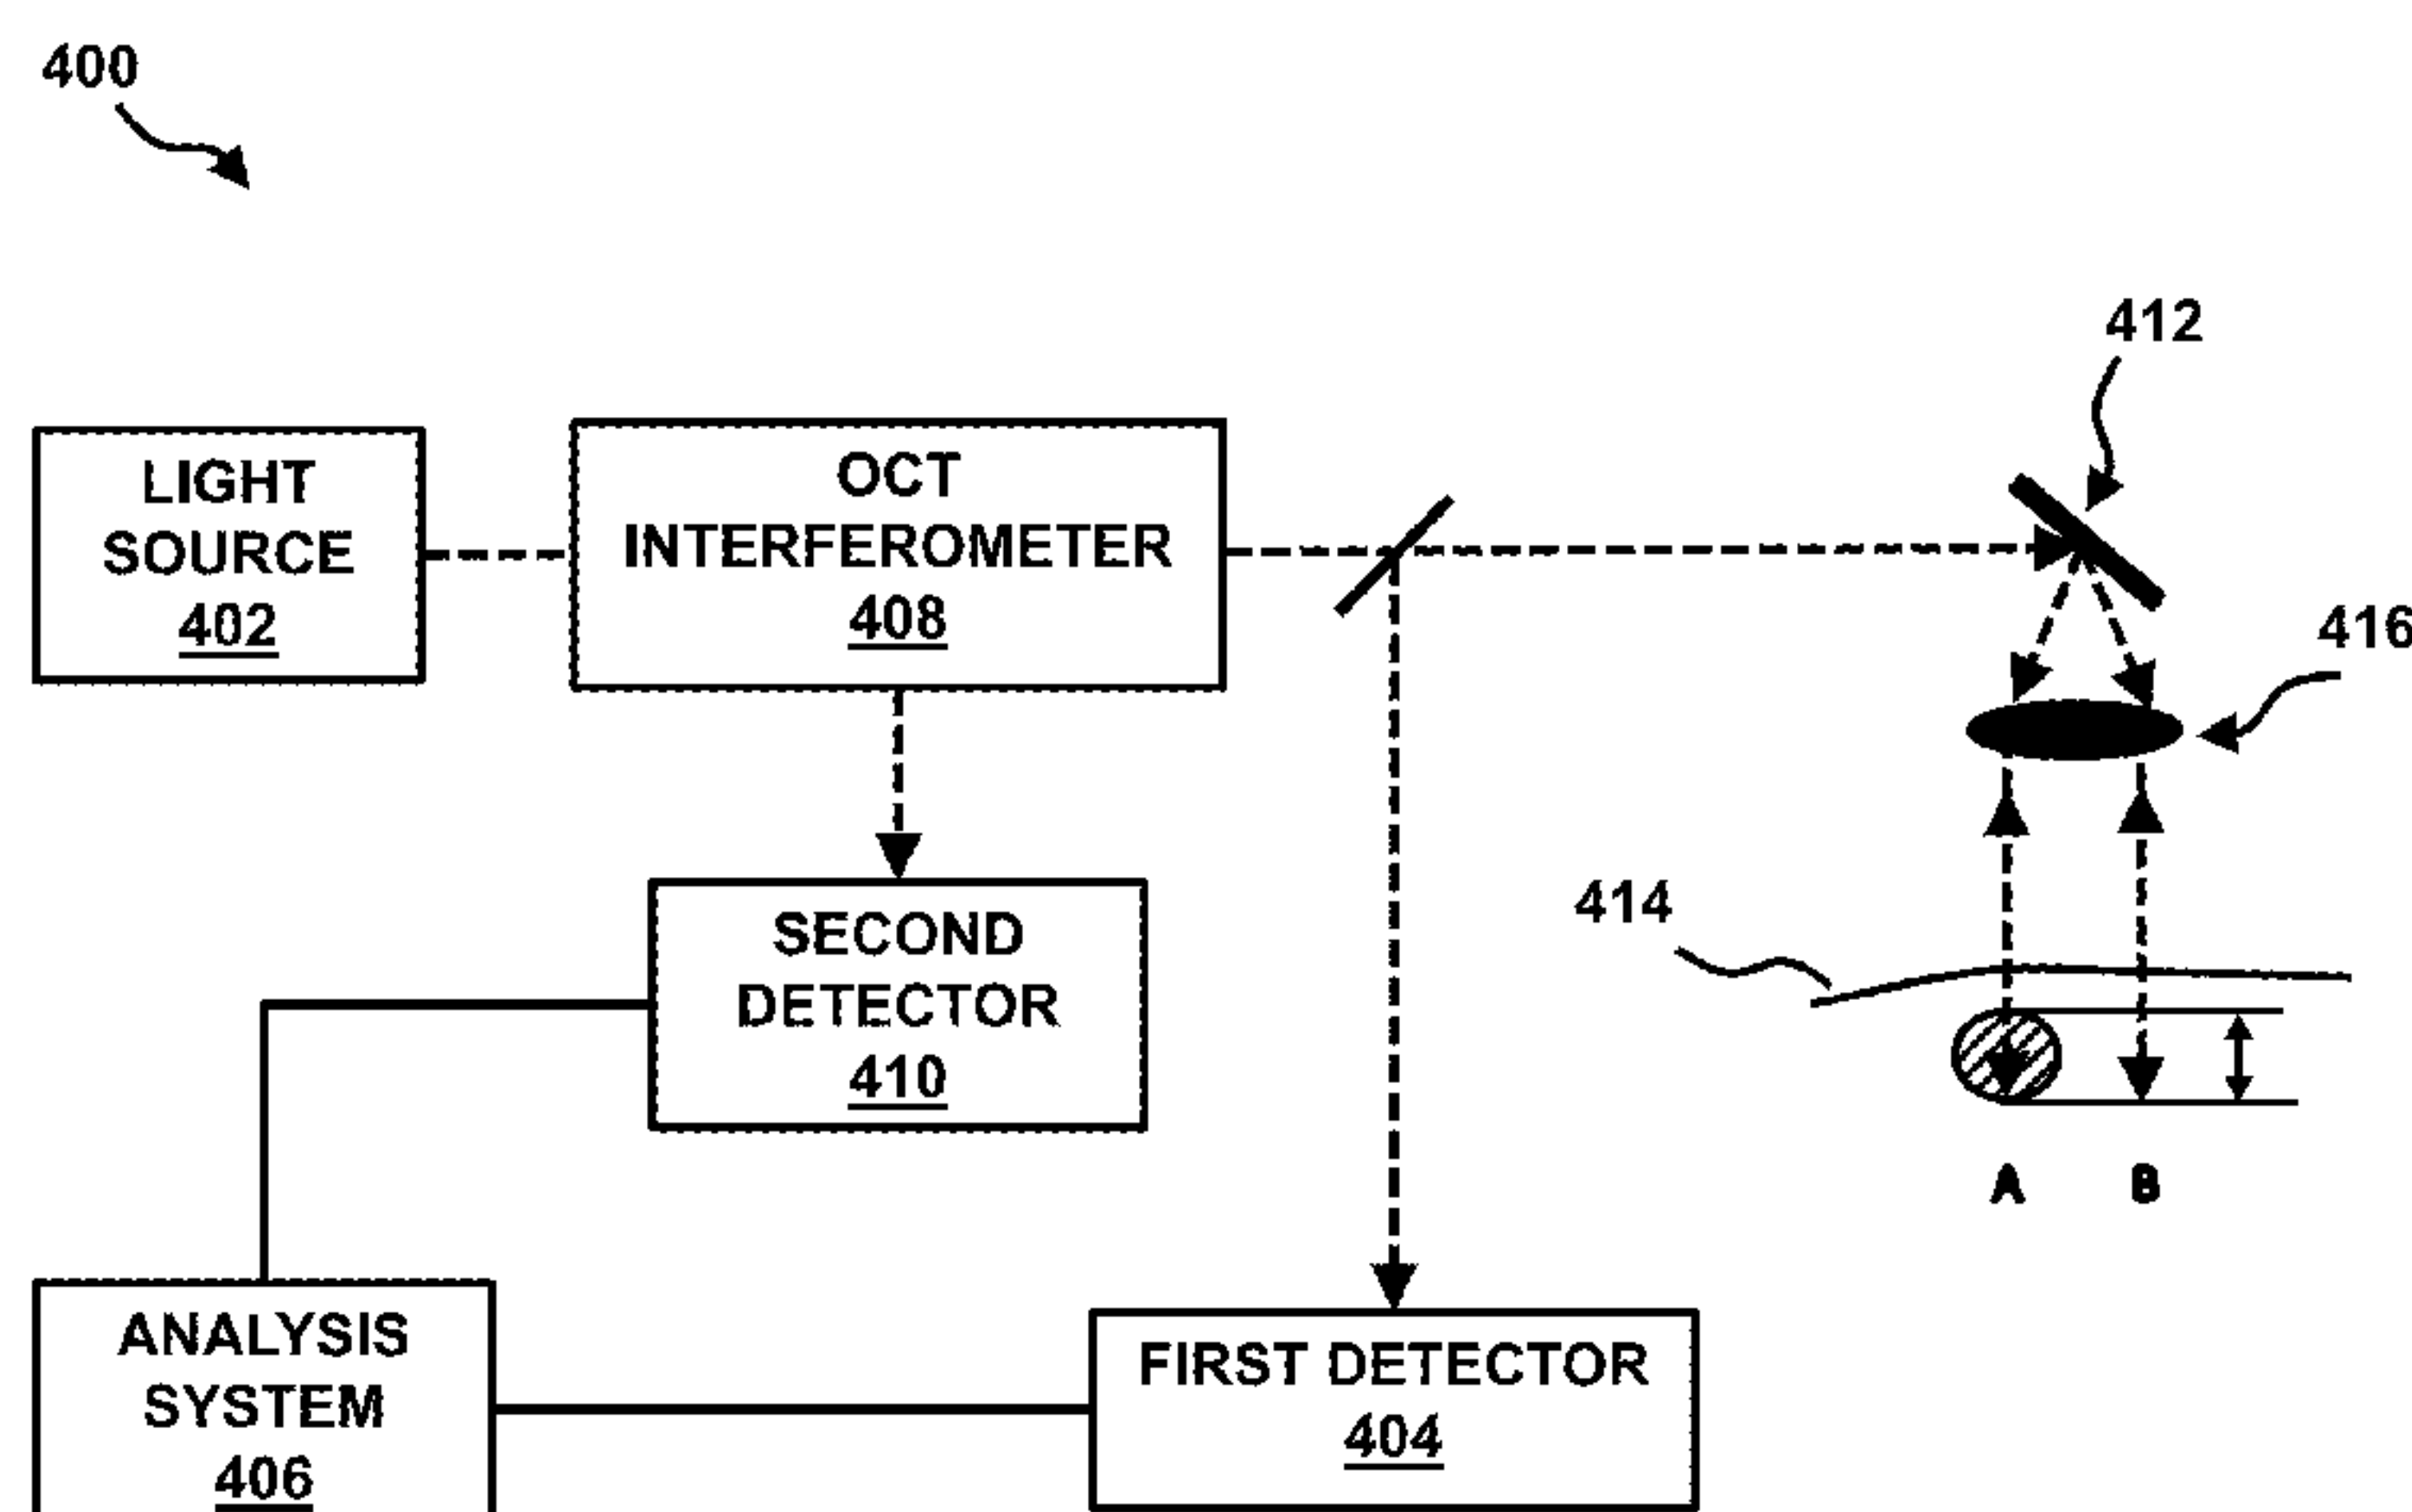 400
412
LIGHT
SOURCE
402
OCT
INTERFEROMETER
408
416
SECOND
DETECTOR
410
414
A B
ANALYSIS
SYSTEM
406
FIRST DETECTOR
404